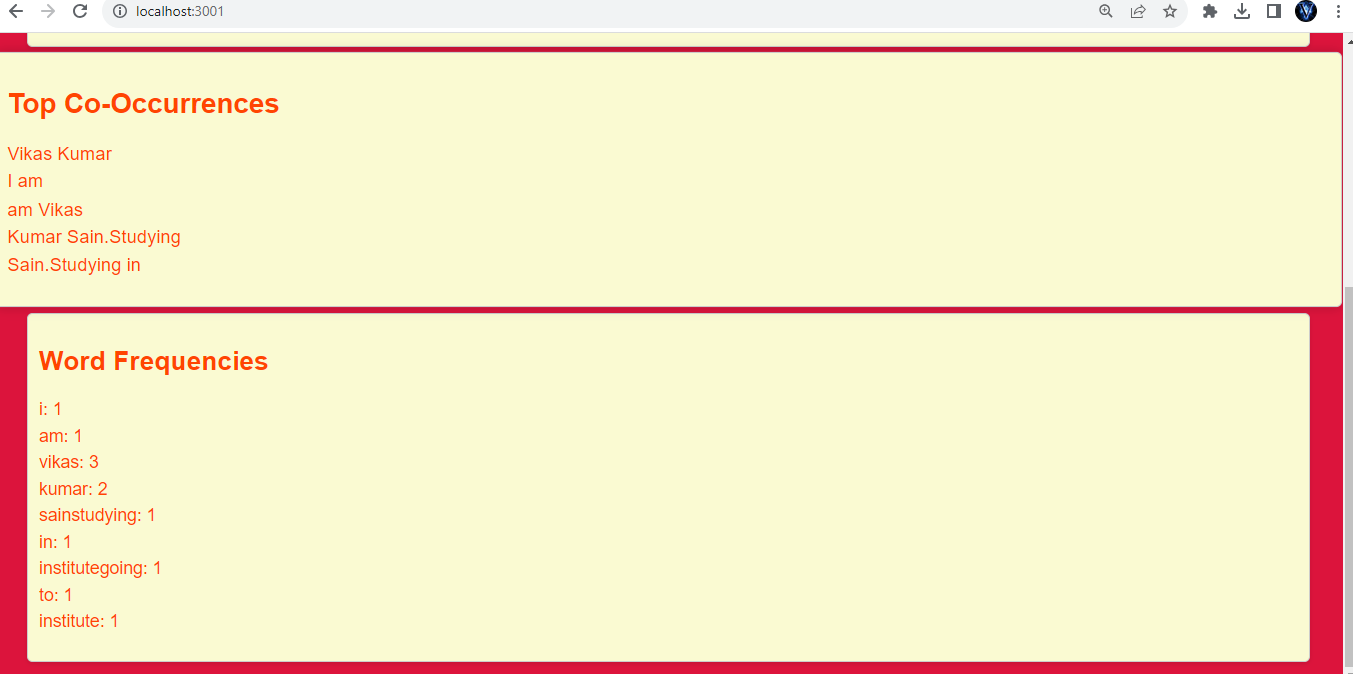 localhost:3001
Top Co-Occurrences
Vikas Kumar
I am
am Vikas
Kumar Sain.Studying
Sain.Studying in
Word Frequencies
i: 1
am: 1
vikas: 3
kumar: 2
sainstudying: 1
in: 1
institutegoing: 1
to: 1
institute: 1